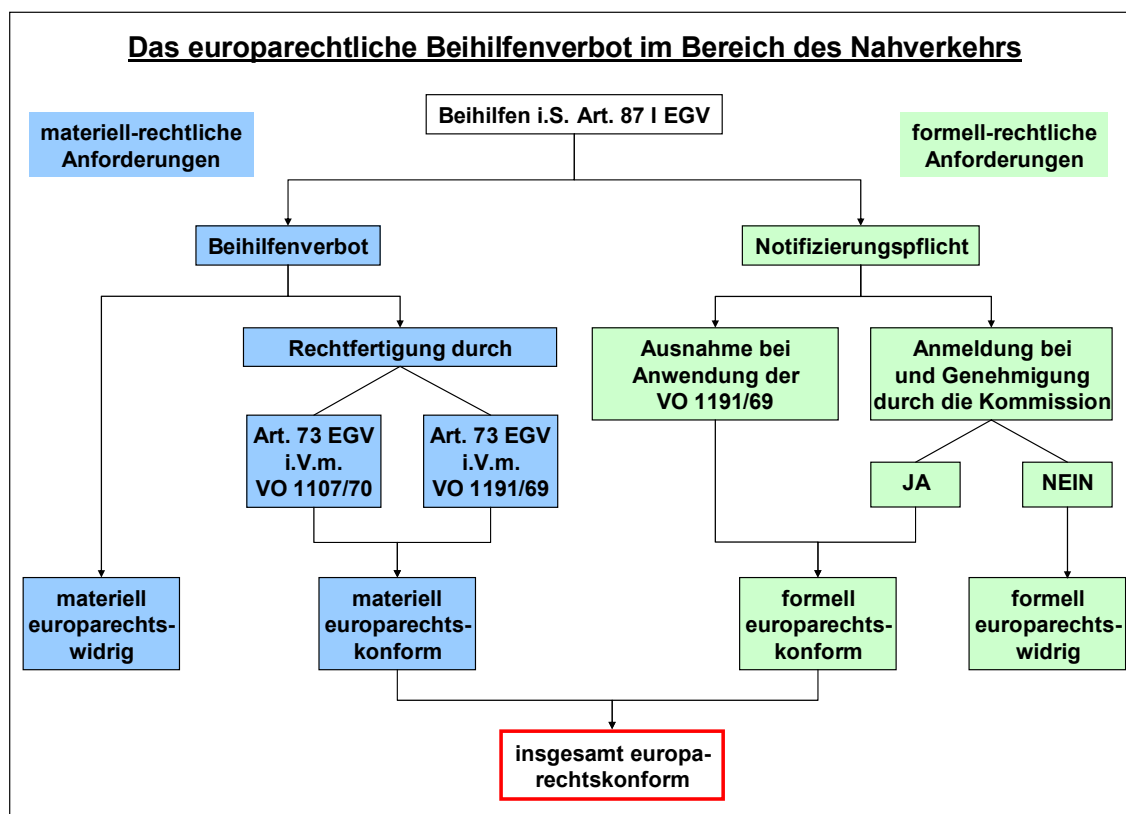 Das europarechtliche Beihilfenverbot im Bereich des Nahverkehrs
Beihilfen i.S. Art. 87 I EGV
materiell-rechtliche
Anforderungen
formell-rechtliche
Anforderungen
Beihilfenverbot
Notifizierungspflicht
Rechtfertigung durch
Ausnahme bei
Anwendung der
VO 1191/69
Anmeldung bei
und Genehmigung
durch die Kommission
Art. 73 EGV
i.V.m.
VO 1107/70
Art. 73 EGV
i.V.m.
VO 1191/69
JA
NEIN
materiell
europarechts-
widrig
materiell
europarechts-
konform
formell
europarechts-
konform
formell
europarechts-
widrig
insgesamt europa-
rechtskonform